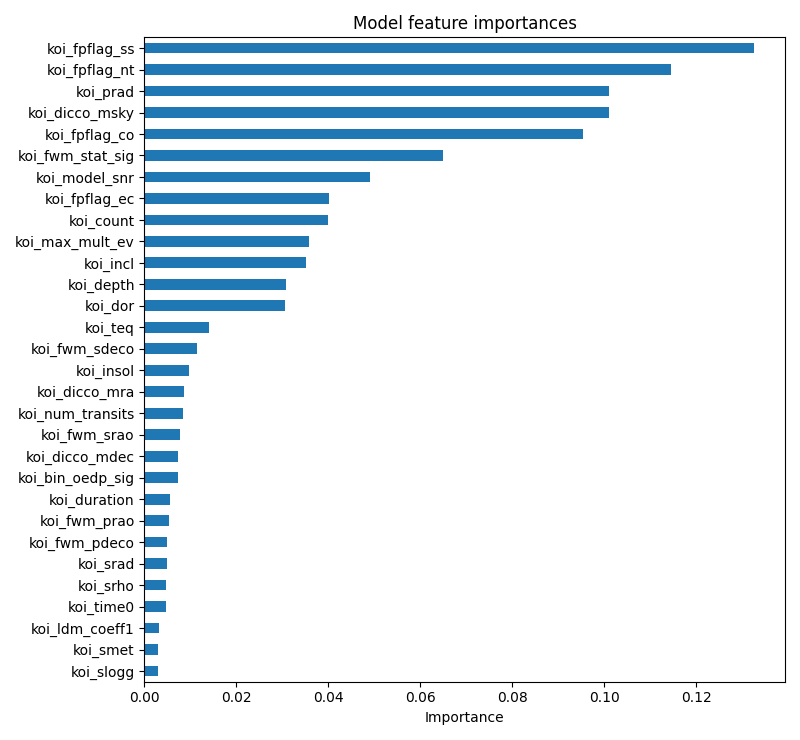 Model feature importances
koi_fpflag_ss
koi_fpflag_nt
koi_prad
koi_dicco_msky
koi_fpflag_co
koi_fwm_stat_sig
koi_model_snr
koi_fpflag_ec
koi_count
koi_max_mult_ev
koi_incl
koi_depth
koi_dor
koi_teq
koi_fwm_sdeco
koi_insol
koi_dicco_mra
koi_num_transits
koi_fwm_srao
koi_dicco_mdec
koi_bin_oedp_sig
koi_duration
koi_fwm_prao
koi_fwm_pdeco
koi_srad
koi_srho
koi_time0
koi_ldm_coeff1
koi_smet
koi_slogg
0.00 0.02 0.04 0.06 0.08 0.10 0.12
Importance